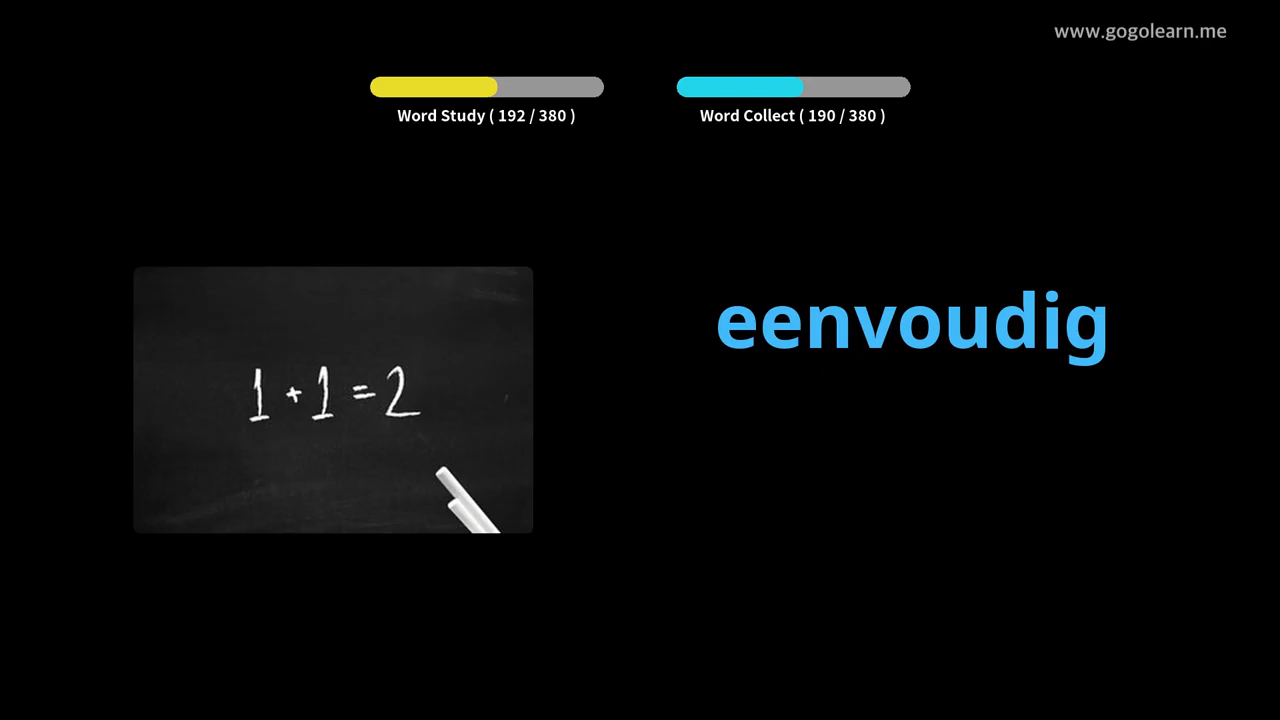 www.gogolearn.me
Word Study ( 192 / 380 )
Word Collect ( 190 / 380 )
eenvoudig
1 + 1 = 2